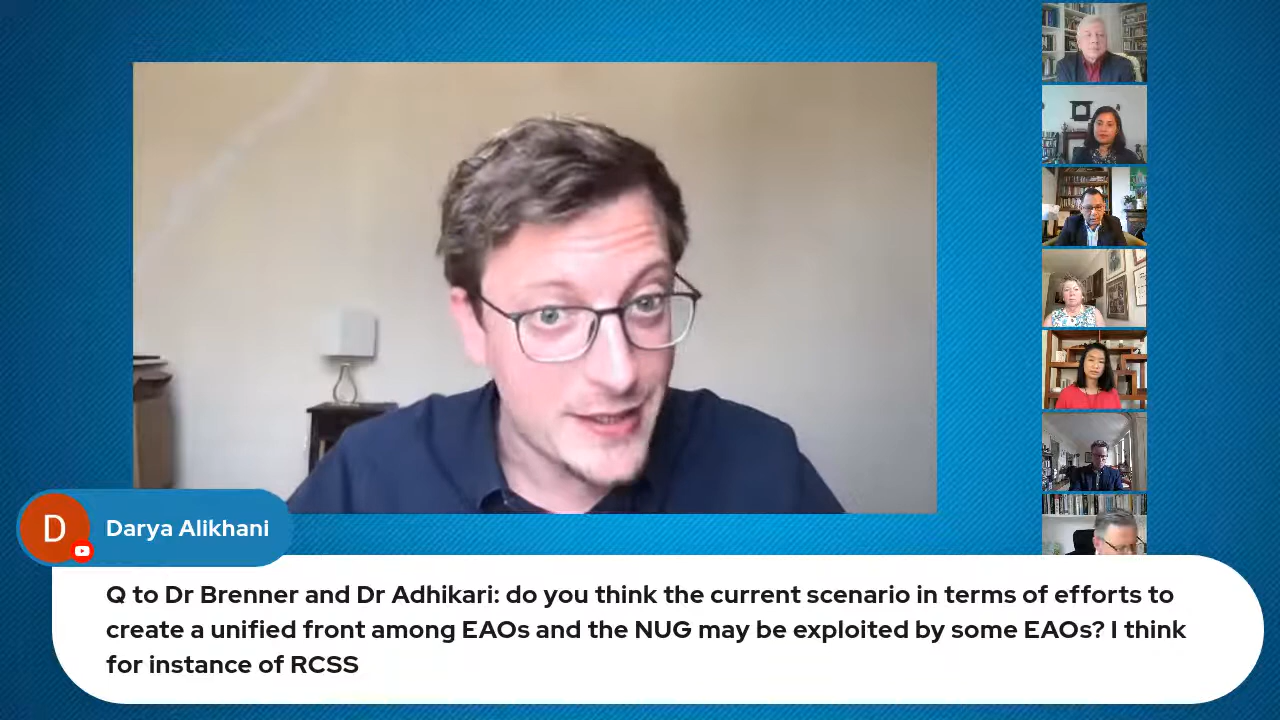 D
Darya Alikhani
Q to Dr Brenner and Dr Adhikari: do you think the current scenario in terms of efforts to
create a unified front among EAOs and the NUG may be exploited by some EAOs? I think
for instance of RCSS